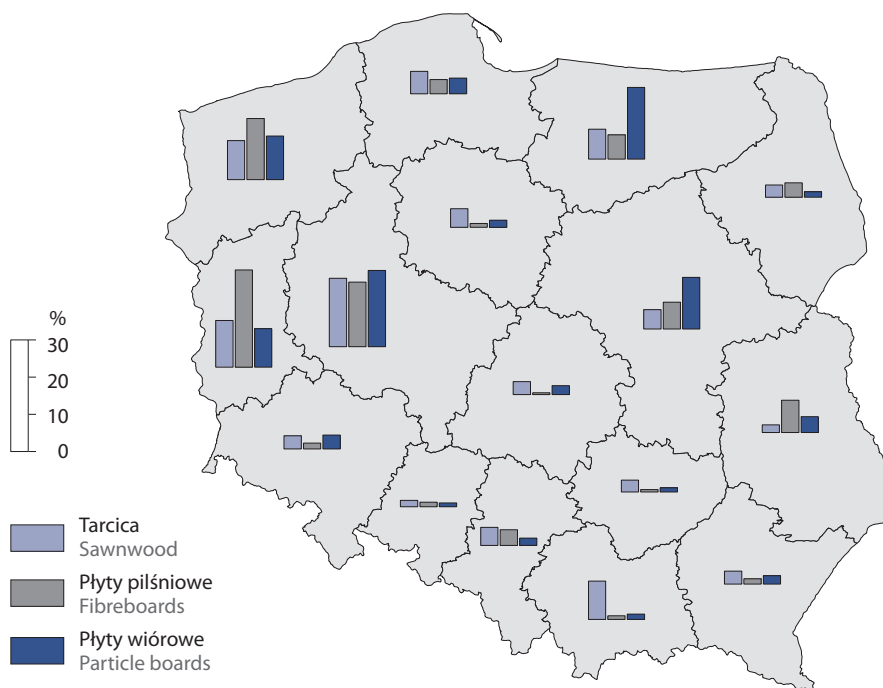 %
30
20
10
0
Tarcica
Sawnwood
Płyty pilśniowe
Fibreboards
Płyty wiórowe
Particle boards